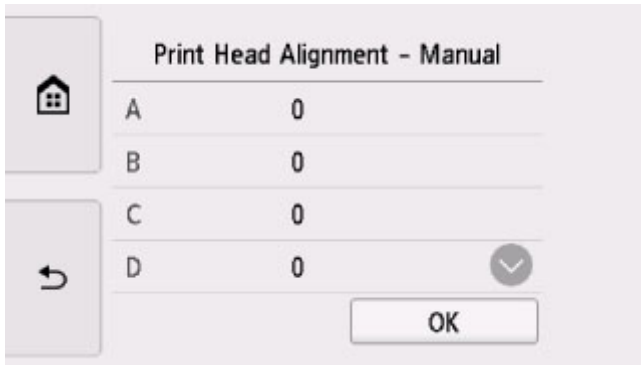 Print Head Alignment - Manual
A 0
B 0
C 0
D 0
OK